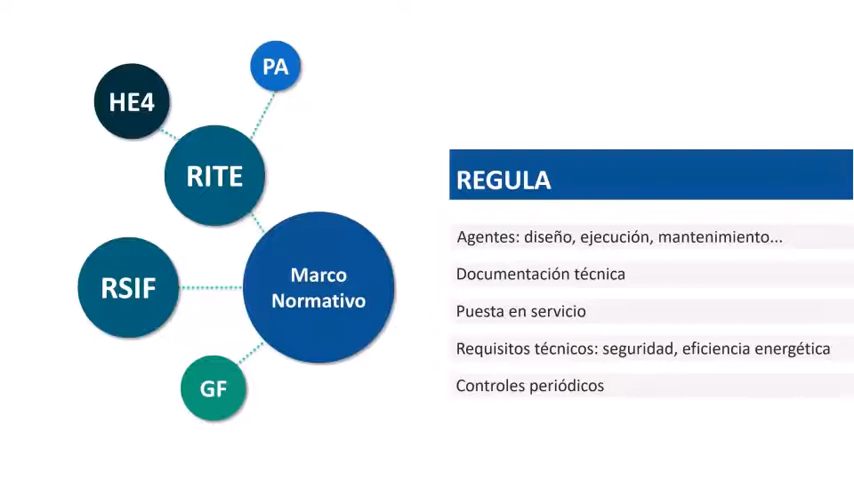 PA
HE4
RITE
RSIF
Marco
Normativo
GF
REGULA
Agentes: diseño, ejecución, mantenimiento...
Documentación técnica
Puesta en servicio
Requisitos técnicos: seguridad, eficiencia energética
Controles periódicos